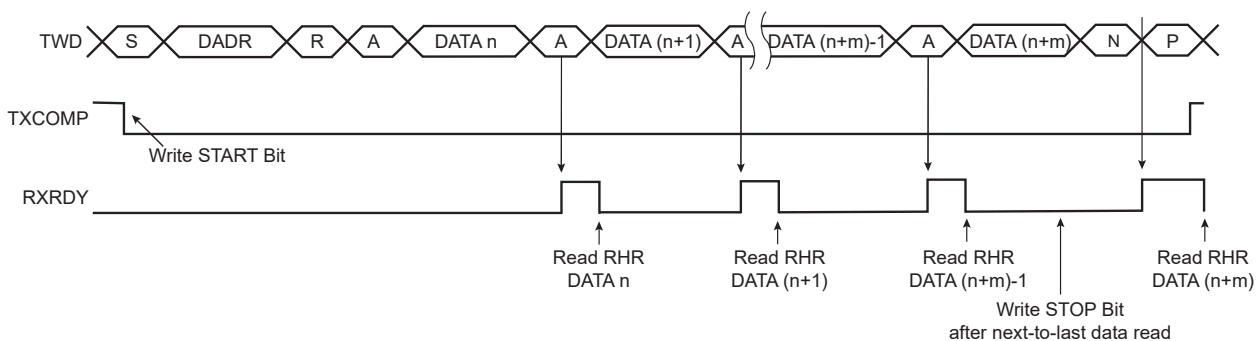 TWD S DADR R A DATA n A DATA (n+1) A DATA (n+m)-1 A DATA (n+m) N P
TXCOMP
Write START Bit
RXRDY
Read RHR Read RHR Read RHR Read RHR
DATA n DATA (n+1) DATA (n+m)-1 DATA (n+m)
Write STOP Bit
after next-to-last data read